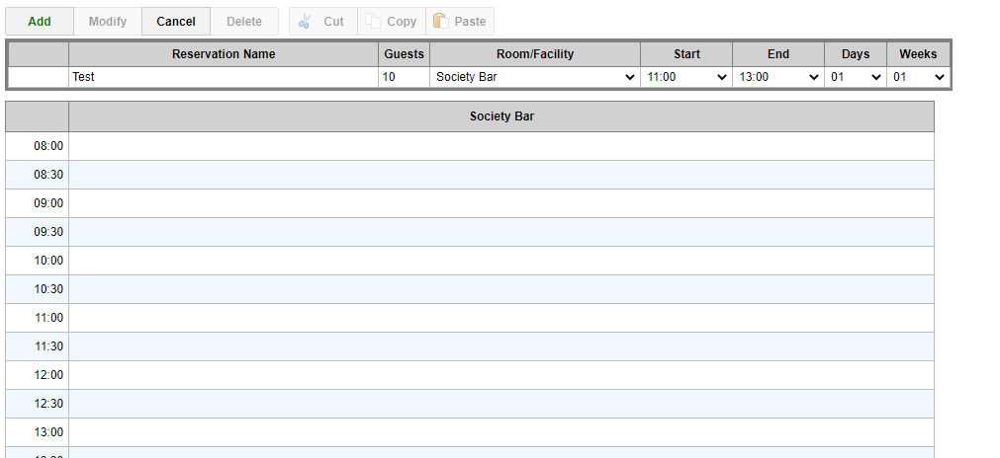 Add Modify Cancel Delete Cut Copy Paste
Reservation Name Guests Room/Facility Start End Days Weeks
Test 10 Society Bar 11:00 13:00 01 01
Society Bar
08:00
08:30
09:00
09:30
10:00
10:30
11:00
11:30
12:00
12:30
13:00